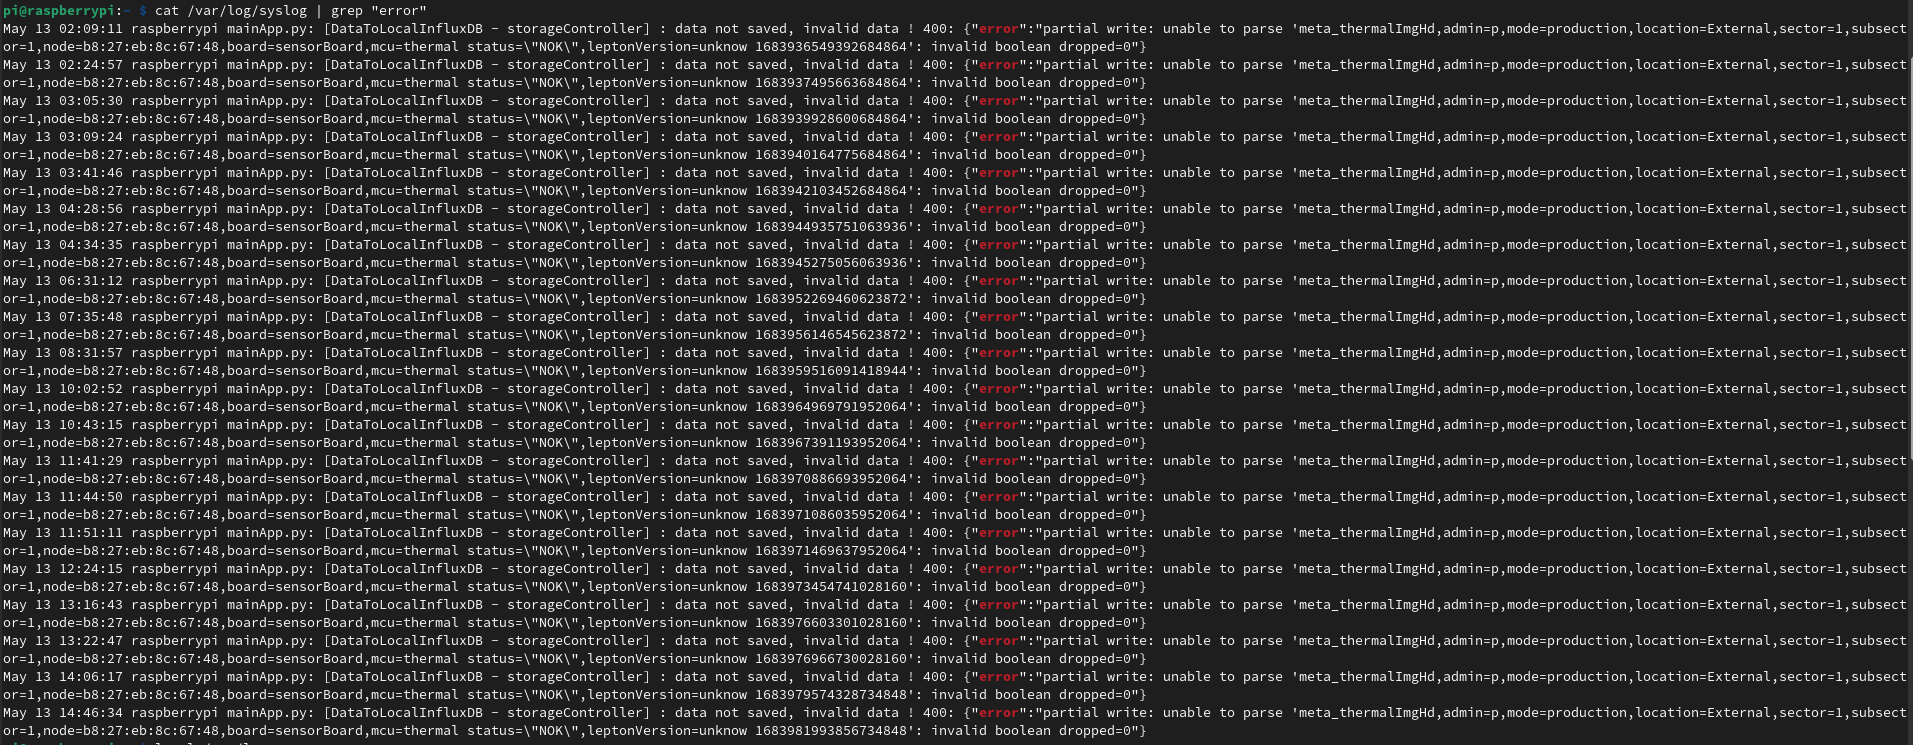 pi@raspberrypi:~ $ cat /var/log/syslog | grep "error"
May 13 02:09:11 raspberrypi mainApp.py: [DataToLocalInfluxDB - storageController] : data not saved, invalid data ! 400: {"error":"partial write: unable to parse 'meta_thermalImgHd,admin=p,mode=production,location=External,sector=1,subsect
or=1,node=b8:27:eb:8c:67:48,board=sensorBoard,mcu=thermal status=\"NOK\",leptonVersion=unknow 1683936549392684864': invalid boolean dropped=0"}
May 13 02:24:57 raspberrypi mainApp.py: [DataToLocalInfluxDB - storageController] : data not saved, invalid data ! 400: {"error":"partial write: unable to parse 'meta_thermalImgHd,admin=p,mode=production,location=External,sector=1,subsect
or=1,node=b8:27:eb:8c:67:48,board=sensorBoard,mcu=thermal status=\"NOK\",leptonVersion=unknow 1683937495663684864': invalid boolean dropped=0"}
May 13 03:05:30 raspberrypi mainApp.py: [DataToLocalInfluxDB - storageController] : data not saved, invalid data ! 400: {"error":"partial write: unable to parse 'meta_thermalImgHd,admin=p,mode=production,location=External,sector=1,subsect
or=1,node=b8:27:eb:8c:67:48,board=sensorBoard,mcu=thermal status=\"NOK\",leptonVersion=unknow 1683939928600684864': invalid boolean dropped=0"}
May 13 03:09:24 raspberrypi mainApp.py: [DataToLocalInfluxDB - storageController] : data not saved, invalid data ! 400: {"error":"partial write: unable to parse 'meta_thermalImgHd,admin=p,mode=production,location=External,sector=1,subsect
or=1,node=b8:27:eb:8c:67:48,board=sensorBoard,mcu=thermal status=\"NOK\",leptonVersion=unknow 1683940164775684864': invalid boolean dropped=0"}
May 13 03:41:46 raspberrypi mainApp.py: [DataToLocalInfluxDB - storageController] : data not saved, invalid data ! 400: {"error":"partial write: unable to parse 'meta_thermalImgHd,admin=p,mode=production,location=External,sector=1,subsect
or=1,node=b8:27:eb:8c:67:48,board=sensorBoard,mcu=thermal status=\"NOK\",leptonVersion=unknow 1683942103452684864': invalid boolean dropped=0"}
May 13 04:28:56 raspberrypi mainApp.py: [DataToLocalInfluxDB - storageController] : data not saved, invalid data ! 400: {"error":"partial write: unable to parse 'meta_thermalImgHd,admin=p,mode=production,location=External,sector=1,subsect
or=1,node=b8:27:eb:8c:67:48,board=sensorBoard,mcu=thermal status=\"NOK\",leptonVersion=unknow 1683944935751063936': invalid boolean dropped=0"}
May 13 04:34:35 raspberrypi mainApp.py: [DataToLocalInfluxDB - storageController] : data not saved, invalid data ! 400: {"error":"partial write: unable to parse 'meta_thermalImgHd,admin=p,mode=production,location=External,sector=1,subsect
or=1,node=b8:27:eb:8c:67:48,board=sensorBoard,mcu=thermal status=\"NOK\",leptonVersion=unknow 1683945275056063936': invalid boolean dropped=0"}
May 13 06:31:12 raspberrypi mainApp.py: [DataToLocalInfluxDB - storageController] : data not saved, invalid data ! 400: {"error":"partial write: unable to parse 'meta_thermalImgHd,admin=p,mode=production,location=External,sector=1,subsect
or=1,node=b8:27:eb:8c:67:48,board=sensorBoard,mcu=thermal status=\"NOK\",leptonVersion=unknow 1683952269460623872': invalid boolean dropped=0"}
May 13 07:35:48 raspberrypi mainApp.py: [DataToLocalInfluxDB - storageController] : data not saved, invalid data ! 400: {"error":"partial write: unable to parse 'meta_thermalImgHd,admin=p,mode=production,location=External,sector=1,subsect
or=1,node=b8:27:eb:8c:67:48,board=sensorBoard,mcu=thermal status=\"NOK\",leptonVersion=unknow 1683956146545623872': invalid boolean dropped=0"}
May 13 08:31:57 raspberrypi mainApp.py: [DataToLocalInfluxDB - storageController] : data not saved, invalid data ! 400: {"error":"partial write: unable to parse 'meta_thermalImgHd,admin=p,mode=production,location=External,sector=1,subsect
or=1,node=b8:27:eb:8c:67:48,board=sensorBoard,mcu=thermal status=\"NOK\",leptonVersion=unknow 1683959516091418944': invalid boolean dropped=0"}
May 13 10:02:52 raspberrypi mainApp.py: [DataToLocalInfluxDB - storageController] : data not saved, invalid data ! 400: {"error":"partial write: unable to parse 'meta_thermalImgHd,admin=p,mode=production,location=External,sector=1,subsect
or=1,node=b8:27:eb:8c:67:48,board=sensorBoard,mcu=thermal status=\"NOK\",leptonVersion=unknow 1683964969791952064': invalid boolean dropped=0"}
May 13 10:43:15 raspberrypi mainApp.py: [DataToLocalInfluxDB - storageController] : data not saved, invalid data ! 400: {"error":"partial write: unable to parse 'meta_thermalImgHd,admin=p,mode=production,location=External,sector=1,subsect
or=1,node=b8:27:eb:8c:67:48,board=sensorBoard,mcu=thermal status=\"NOK\",leptonVersion=unknow 1683967391193952064': invalid boolean dropped=0"}
May 13 11:41:29 raspberrypi mainApp.py: [DataToLocalInfluxDB - storageController] : data not saved, invalid data ! 400: {"error":"partial write: unable to parse 'meta_thermalImgHd,admin=p,mode=production,location=External,sector=1,subsect
or=1,node=b8:27:eb:8c:67:48,board=sensorBoard,mcu=thermal status=\"NOK\",leptonVersion=unknow 1683970886693952064': invalid boolean dropped=0"}
May 13 11:44:50 raspberrypi mainApp.py: [DataToLocalInfluxDB - storageController] : data not saved, invalid data ! 400: {"error":"partial write: unable to parse 'meta_thermalImgHd,admin=p,mode=production,location=External,sector=1,subsect
or=1,node=b8:27:eb:8c:67:48,board=sensorBoard,mcu=thermal status=\"NOK\",leptonVersion=unknow 1683971086035952064': invalid boolean dropped=0"}
May 13 11:51:11 raspberrypi mainApp.py: [DataToLocalInfluxDB - storageController] : data not saved, invalid data ! 400: {"error":"partial write: unable to parse 'meta_thermalImgHd,admin=p,mode=production,location=External,sector=1,subsect
or=1,node=b8:27:eb:8c:67:48,board=sensorBoard,mcu=thermal status=\"NOK\",leptonVersion=unknow 1683971469637952064': invalid boolean dropped=0"}
May 13 12:24:15 raspberrypi mainApp.py: [DataToLocalInfluxDB - storageController] : data not saved, invalid data ! 400: {"error":"partial write: unable to parse 'meta_thermalImgHd,admin=p,mode=production,location=External,sector=1,subsect
or=1,node=b8:27:eb:8c:67:48,board=sensorBoard,mcu=thermal status=\"NOK\",leptonVersion=unknow 1683973454741028160': invalid boolean dropped=0"}
May 13 13:16:43 raspberrypi mainApp.py: [DataToLocalInfluxDB - storageController] : data not saved, invalid data ! 400: {"error":"partial write: unable to parse 'meta_thermalImgHd,admin=p,mode=production,location=External,sector=1,subsect
or=1,node=b8:27:eb:8c:67:48,board=sensorBoard,mcu=thermal status=\"NOK\",leptonVersion=unknow 1683976603301028160': invalid boolean dropped=0"}
May 13 13:22:47 raspberrypi mainApp.py: [DataToLocalInfluxDB - storageController] : data not saved, invalid data ! 400: {"error":"partial write: unable to parse 'meta_thermalImgHd,admin=p,mode=production,location=External,sector=1,subsect
or=1,node=b8:27:eb:8c:67:48,board=sensorBoard,mcu=thermal status=\"NOK\",leptonVersion=unknow 1683976966730028160': invalid boolean dropped=0"}
May 13 14:06:17 raspberrypi mainApp.py: [DataToLocalInfluxDB - storageController] : data not saved, invalid data ! 400: {"error":"partial write: unable to parse 'meta_thermalImgHd,admin=p,mode=production,location=External,sector=1,subsect
or=1,node=b8:27:eb:8c:67:48,board=sensorBoard,mcu=thermal status=\"NOK\",leptonVersion=unknow 1683979574328734848': invalid boolean dropped=0"}
May 13 14:46:34 raspberrypi mainApp.py: [DataToLocalInfluxDB - storageController] : data not saved, invalid data ! 400: {"error":"partial write: unable to parse 'meta_thermalImgHd,admin=p,mode=production,location=External,sector=1,subsect
or=1,node=b8:27:eb:8c:67:48,board=sensorBoard,mcu=thermal status=\"NOK\",leptonVersion=unknow 1683981993856734848': invalid boolean dropped=0"}